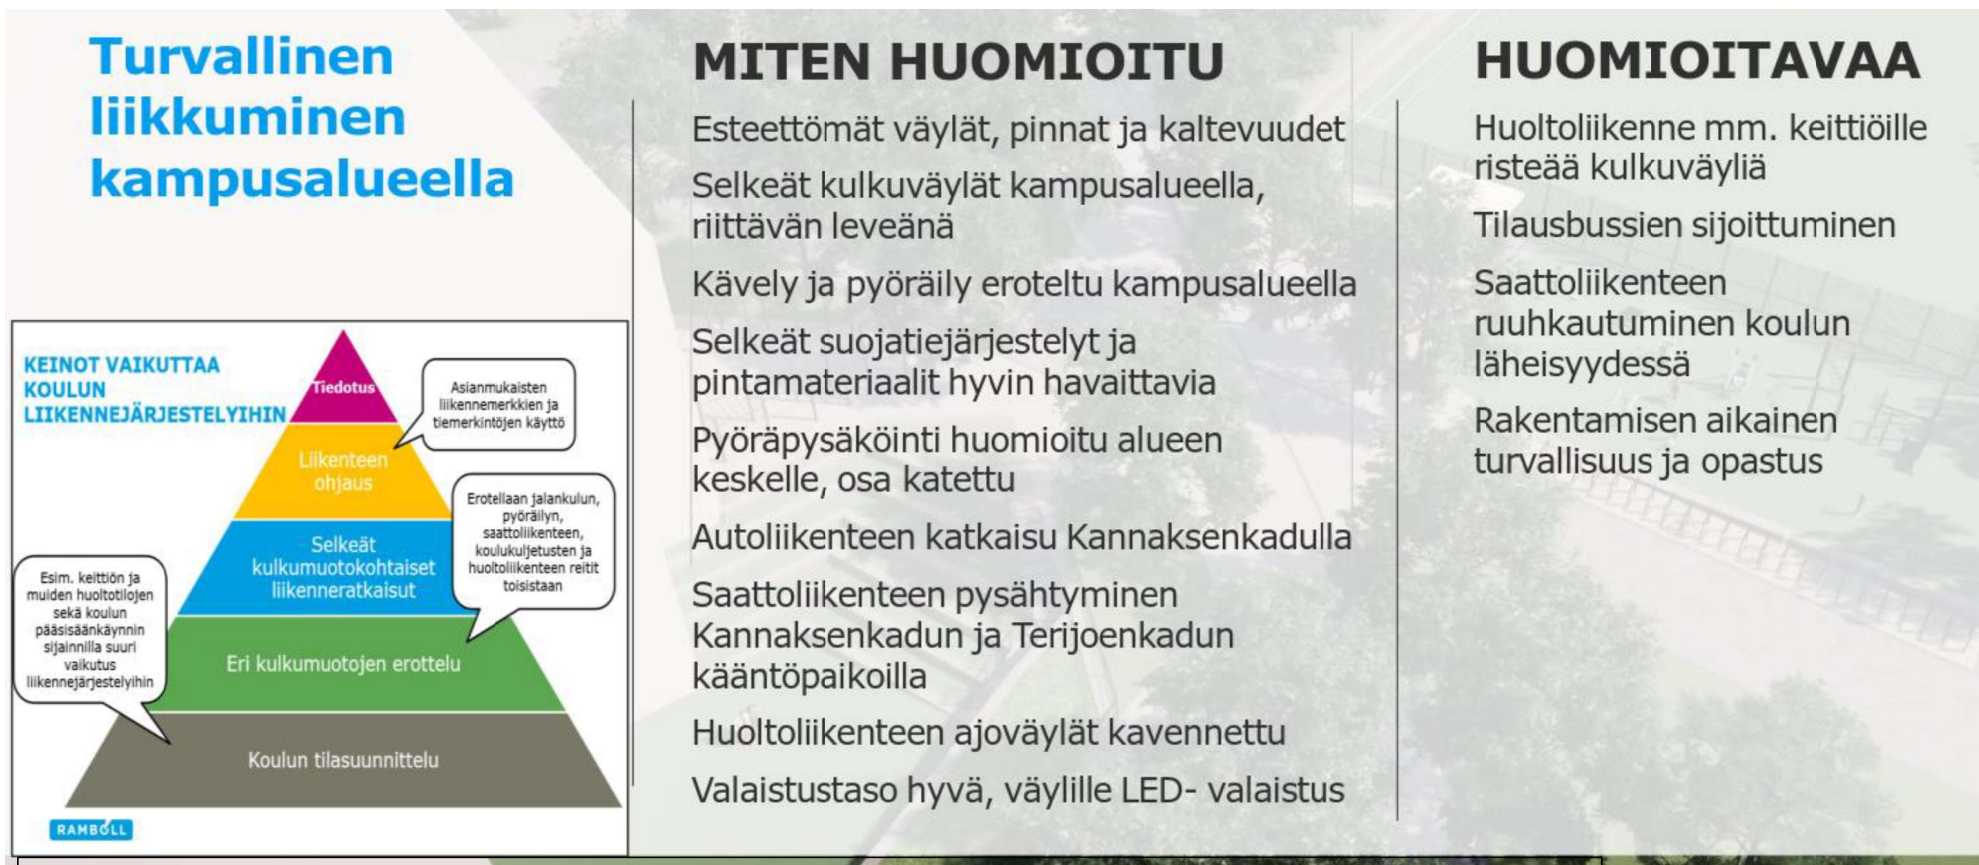 Turvallinen
liikkuminen
kampusalueella
KEINOT VAIKUTTAA
KOULUN
LIIKENNEJÄRJESTELYIHIN
Tiedotus
Asianmukaisten
liikennemerkkien ja
tiemerkintöjen käyttö
Liikenteen
ohjaus
Erotellaan jalankulun,
pyöräilyn,
saattoliikenteen,
koulukuljetusten ja
huoltoliikenteen reitit
toisistaan
Selkeät
kulkumuotokohtaiset
liikenneratkaisut
Esim. keittiön ja
muiden huoltotilojen
sekä koulun
pääsisäänkäynnin
sijainnilla suuri
vaikutus
liikennejärjestelyihin
Eri kulkumuotojen erottelu
Koulun tilasuunnittelu
RAMBOLL
MITEN HUOMIOITU
Esteettömät väylät, pinnat ja kaltevuudet
Selkeät kulkuväylät kampusalueella,
riittävän leveänä
Kävely ja pyöräily eroteltu kampusalueella
Selkeät suojatiejärjestelyt ja
pintamateriaalit hyvin havaittavia
Pyöräpysäköinti huomioitu alueen
keskelle, osa katettu
Autoliikenteen katkaisu Kannaksenkadulla
Saattoliikenteen pysähtyminen
Kannaksenkadun ja Terijoenkadun
kääntöpaikoilla
Huoltoliikenteen ajoväylät kavennettu
Valaistustaso hyvä, väylille LED- valaistus
HUOMIOITAVAA
Huoltoliikenne mm. keittiöille
risteää kulkuväyliä
Tilausbussien sijoittuminen
Saattoliikenteen
ruuhkautuminen koulun
läheisyydessä
Rakentamisen aikainen
turvallisuus ja opastus